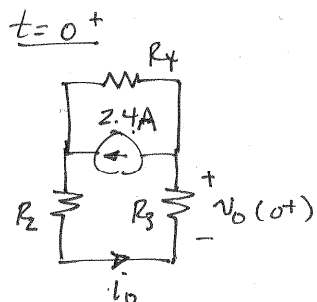 t = 0⁺
R4
2.4A
R2
R3
+
v₀(0⁺)
-
i₀